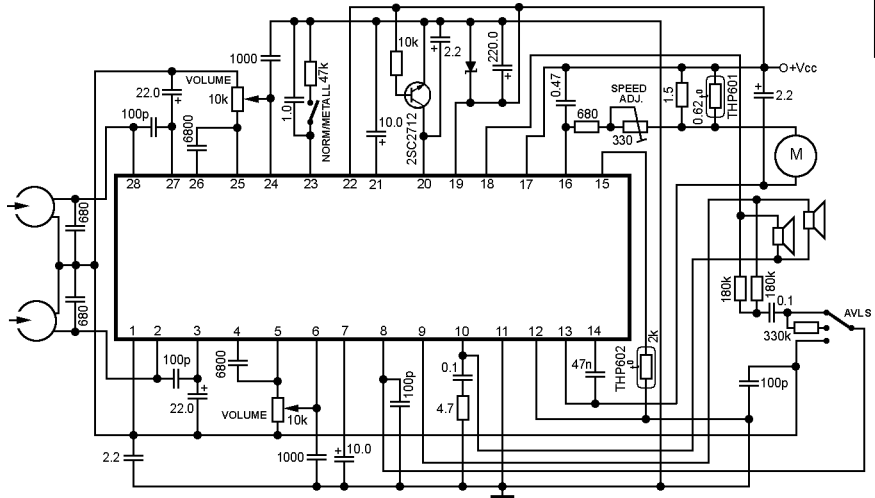 1000
VOLUME
10k
22.0
+
100p
6800
1.0
47k
NORM/METALL
10.0
+
10k
+
2.2
2SC2712
220.0
+
0.47
680
SPEED
ADJ.
330
1.5
0.62
t°
THP601
+Vcc
+
2.2
M
28
27
26
25
24
23
22
21
20
19
18
17
16
15
680
680
1
2
3
4
5
6
7
8
9
10
11
12
13
14
100p
+
22.0
6800
VOLUME
10k
2.2
1000
+
10.0
100p
0.1
4.7
47n
THP602
t°
2k
180k
180k
0.1
330k
AVLS
100p